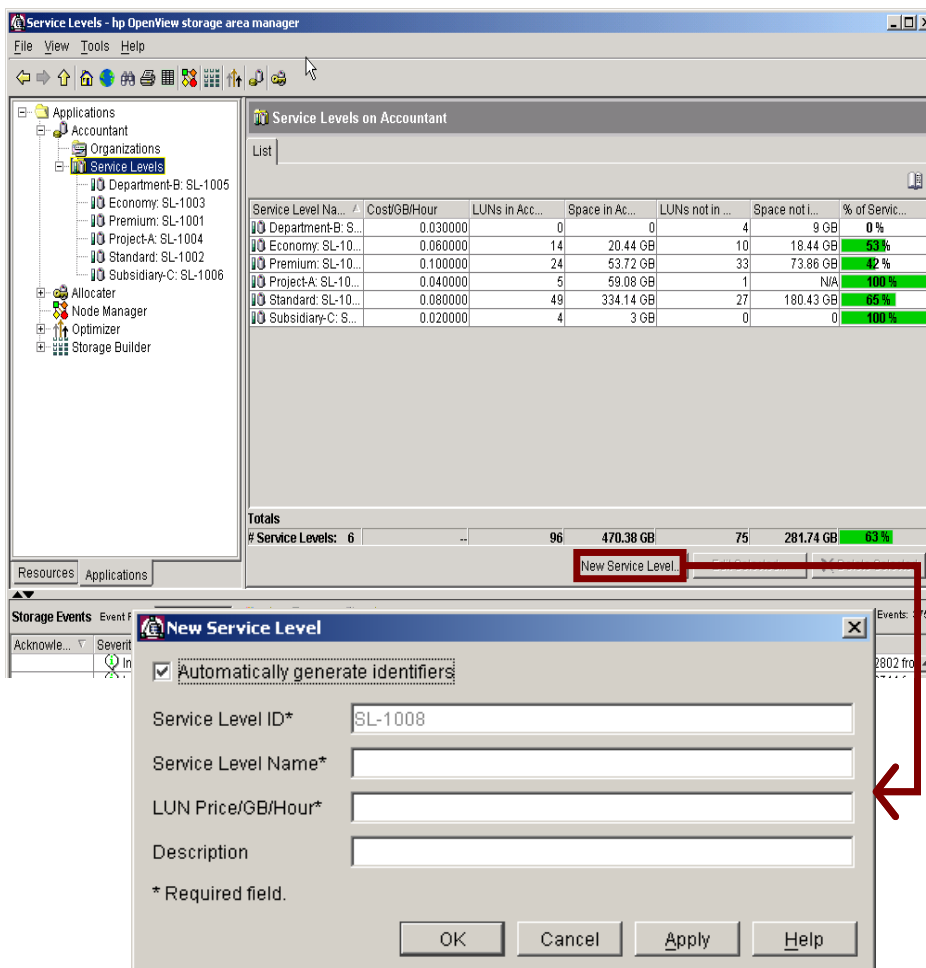 Service Levels - hp OpenView storage area manager
File View Tools Help
Applications
Accountant
Organizations
Service Levels
Department-B: SL-1005
Economy: SL-1003
Premium: SL-1001
Project-A: SL-1004
Standard: SL-1002
Subsidiary-C: SL-1006
Allocater
Node Manager
Optimizer
Storage Builder
Resources Applications
Service Levels on Accountant
List
Service Level Na... Cost/GB/Hour LUNs in Acc... Space in Ac... LUNs not in ... Space not i... % of Servic...
Department-B: S... 0.030000 0 0 4 9 GB 0 %
Economy: SL-10... 0.060000 14 20.44 GB 10 18.44 GB 53 %
Premium: SL-10... 0.100000 24 53.72 GB 33 73.86 GB 42 %
Project-A: SL-10... 0.040000 5 59.08 GB 1 N/A 100 %
Standard: SL-10... 0.080000 49 334.14 GB 27 180.43 GB 65 %
Subsidiary-C: S... 0.020000 4 3 GB 0 0 100 %
Totals
# Service Levels: 6 -- 96 470.38 GB 75 281.74 GB 63 %
New Service Level...
Storage Events Event F Events:
Acknowle... Severit
In 2802 fro
New Service Level
Automatically generate identifiers
Service Level ID* SL-1008
Service Level Name*
LUN Price/GB/Hour*
Description
* Required field.
OK Cancel Apply Help